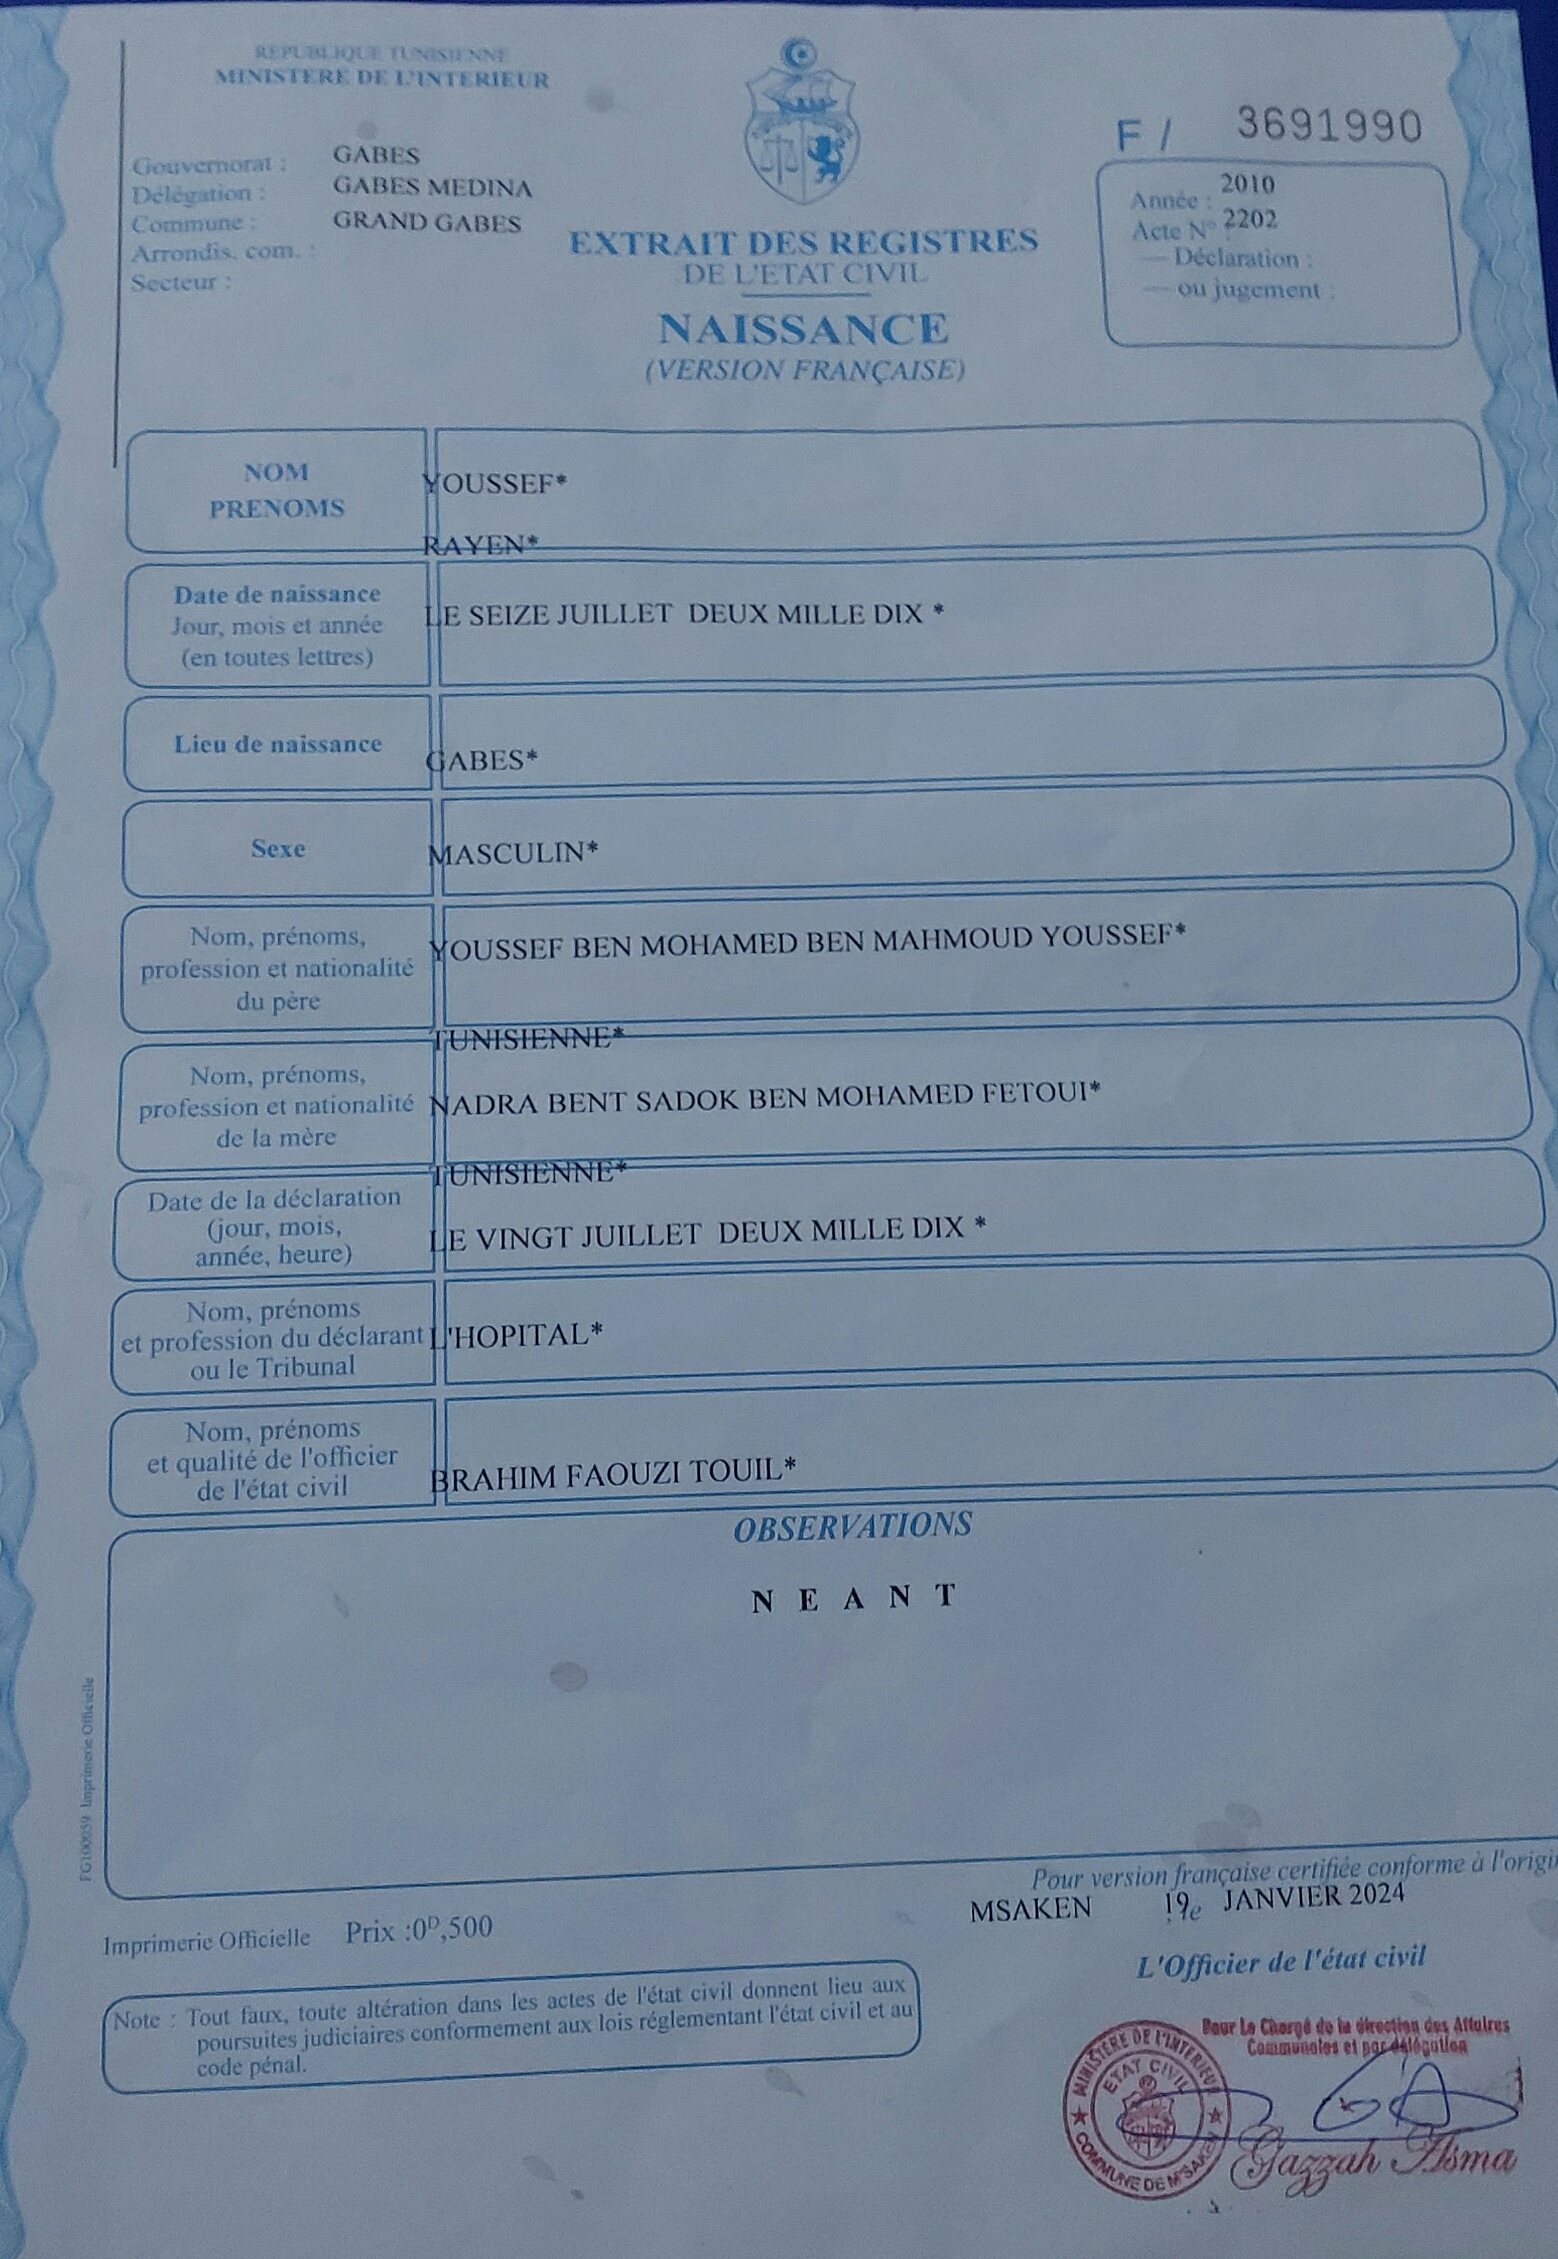 REPUBLIQUE TUNISIENNE
MINISTERE DE L'INTERIEUR
Gouvernorat : GABES
Délégation : GABES MEDINA
Commune : GRAND GABES
Arrondis. com. :
Secteur :
F / 3691990
Année : 2010
Acte N° : 2202
— Déclaration :
— ou jugement :
EXTRAIT DES REGISTRES
DE L'ETAT CIVIL
NAISSANCE
(VERSION FRANÇAISE)
NOM YOUSSEF*
PRENOMS RAYEN*
Date de naissance
Jour, mois et année
(en toutes lettres)
LE SEIZE JUILLET DEUX MILLE DIX *
Lieu de naissance
GABES*
Sexe
MASCULIN*
Nom, prénoms,
profession et nationalité
du père
YOUSSEF BEN MOHAMED BEN MAHMOUD YOUSSEF*
TUNISIENNE*
Nom, prénoms,
profession et nationalité
de la mère
NADRA BENT SADOK BEN MOHAMED FETOUI*
TUNISIENNE*
Date de la déclaration
(jour, mois,
année, heure)
LE VINGT JUILLET DEUX MILLE DIX *
Nom, prénoms
et profession du déclarant
ou le Tribunal
L'HOPITAL*
Nom, prénoms
et qualité de l'officier
de l'état civil
BRAHIM FAOUZI TOUIL*
OBSERVATIONS
N E A N T
FG100059 Imprimerie Officielle
Pour version française certifiée conforme à l'origi
MSAKEN , le 19 JANVIER 2024
Imprimerie Officielle Prix :0D,500
L'Officier de l'état civil
Note : Tout faux, toute altération dans les actes de l'état civil donnent lieu aux
poursuites judiciaires conformement aux lois réglementant l'état civil et au
code pénal.
Pour Le Chargé de la direction des Affaires
Communales et par délégation
MINISTERE DE L'INTERIEUR
ETAT CIVIL
COMMUNE DE M'SAKEN
Gazzah Asma